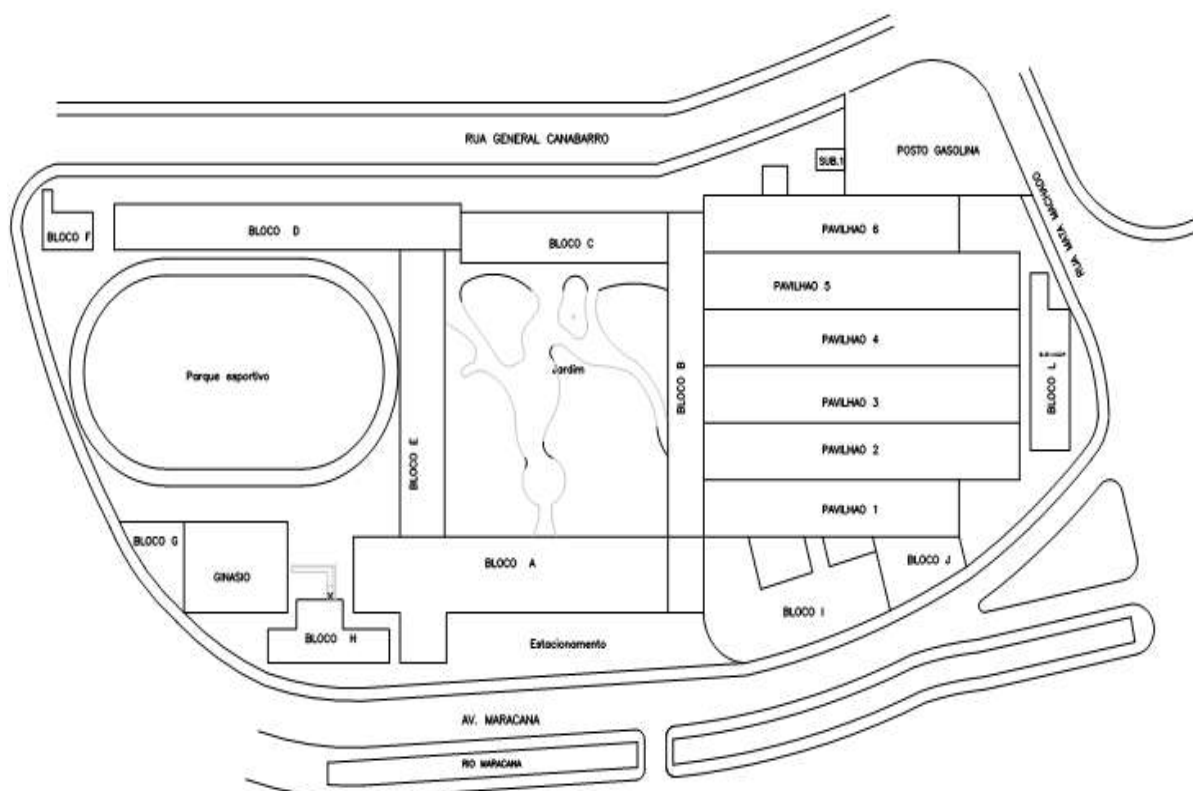 RUA GENERAL CANABARRO
SUB.1
POSTO GASOLINA
RUA MATA MACHADO
BLOCO F
BLOCO D
BLOCO C
PAVILHAO 6
PAVILHAO 5
PAVILHAO 4
PAVILHAO 3
PAVILHAO 2
PAVILHAO 1
BLOCO L
BLOCO B
Jardim
Parque esportivo
BLOCO E
BLOCO G
GINASIO
BLOCO A
BLOCO J
BLOCO I
BLOCO H
Estacionamento
AV. MARACANA
RIO MARACANA